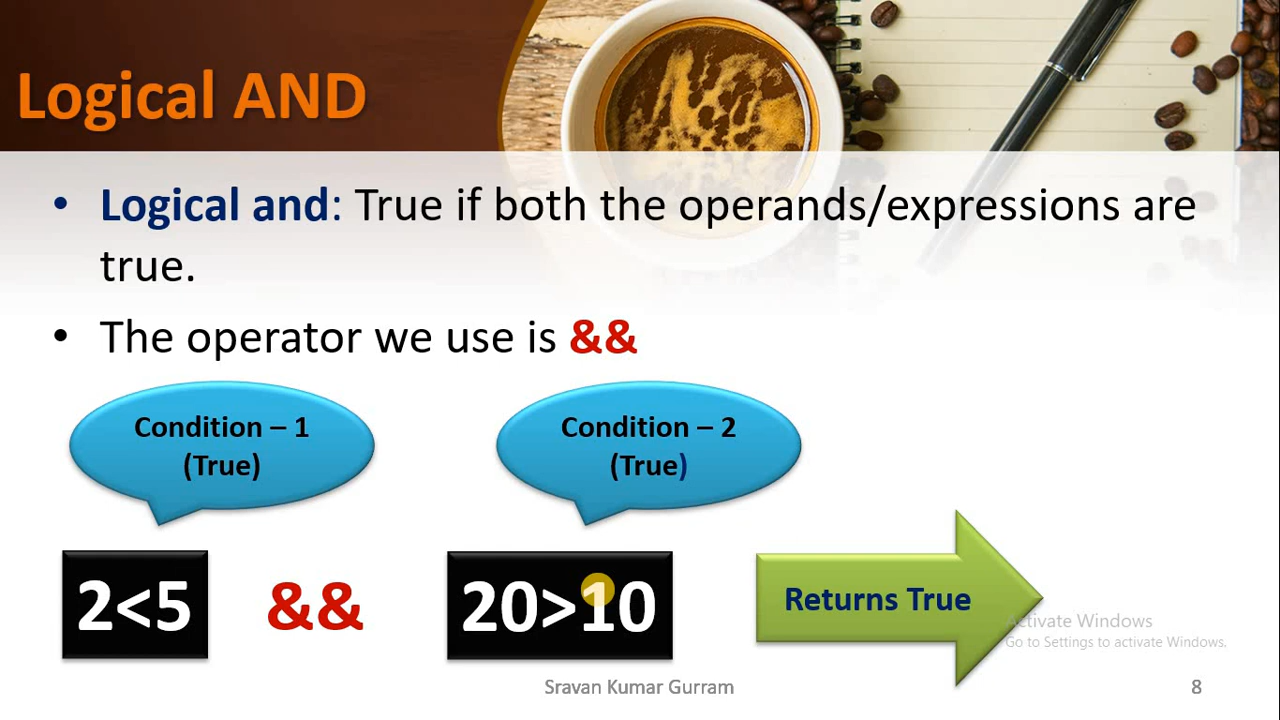 Logical AND
• Logical and: True if both the operands/expressions are
true.
• The operator we use is &&
Condition – 1
(True)
Condition – 2
(True)
2<5
&&
20>10
Returns True
Activate Windows
Go to Settings to activate Windows.
Sravan Kumar Gurram
8